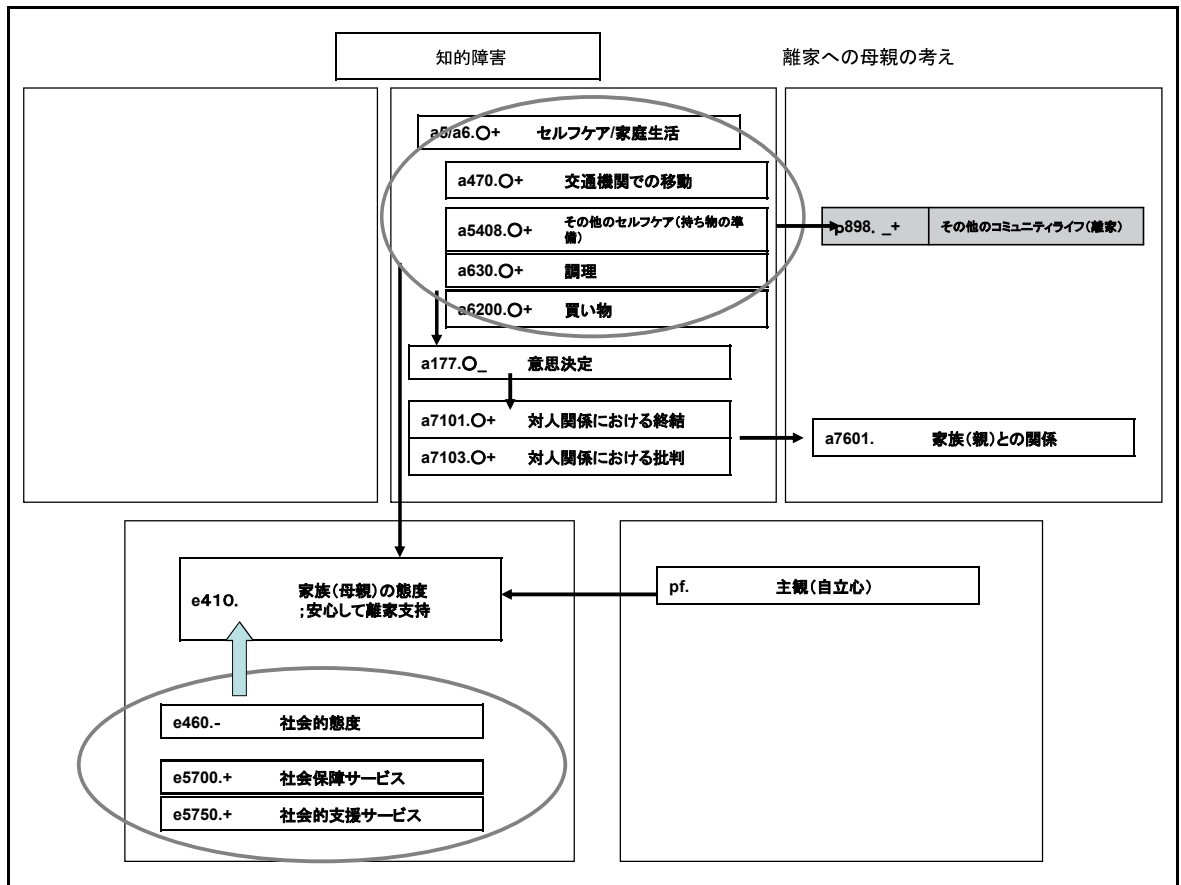 知的障害
離家への母親の考え
a5/a6.〇+ セルフケア/家庭生活
a470.〇+ 交通機関での移動
a5408.〇+ その他のセルフケア(持ち物の準
備)
p898. _+ その他のコミュニティライフ(離家)
a630.〇+ 調理
a6200.〇+ 買い物
a177.〇_ 意思決定
a7101.〇+ 対人関係における終結
a7103.〇+ 対人関係における批判
a7601. 家族(親)との関係
e410. 家族(母親)の態度
;安心して離家支持
pf. 主観(自立心)
e460.- 社会的態度
e5700.+ 社会保障サービス
e5750.+ 社会的支援サービス